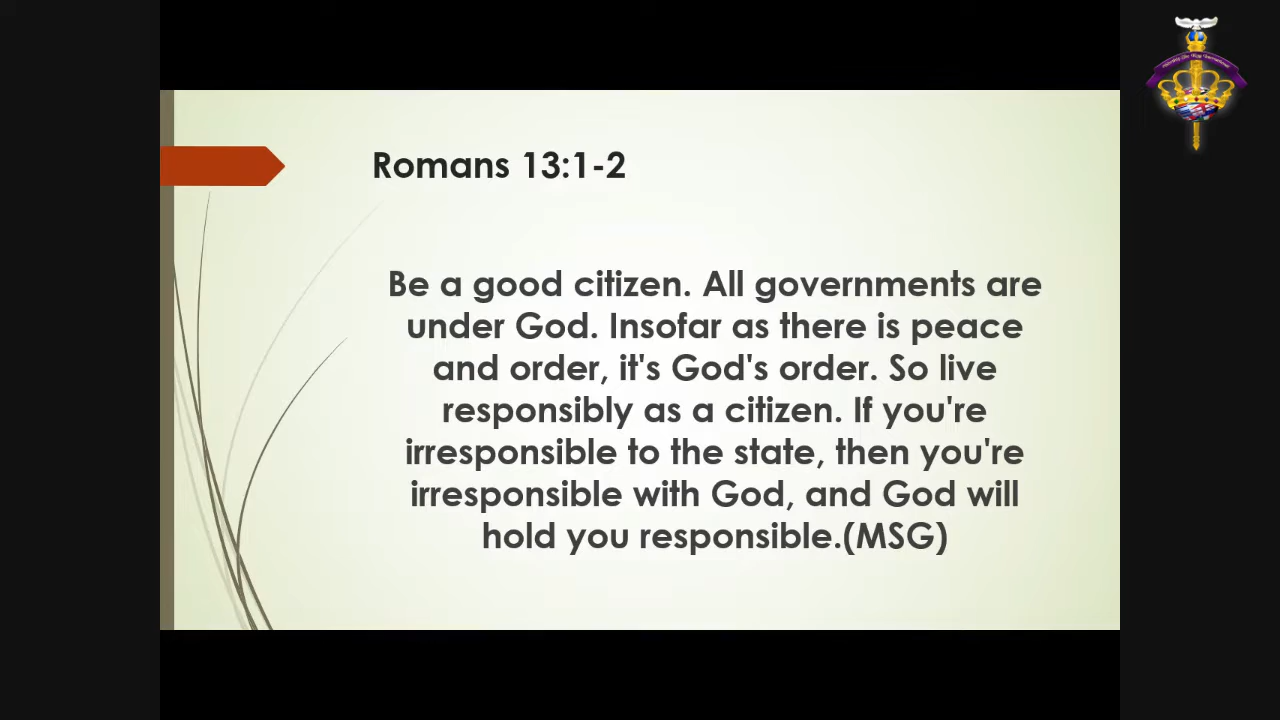 Romans 13:1-2
Be a good citizen. All governments are
under God. Insofar as there is peace
and order, it's God's order. So live
responsibly as a citizen. If you're
irresponsible to the state, then you're
irresponsible with God, and God will
hold you responsible.(MSG)